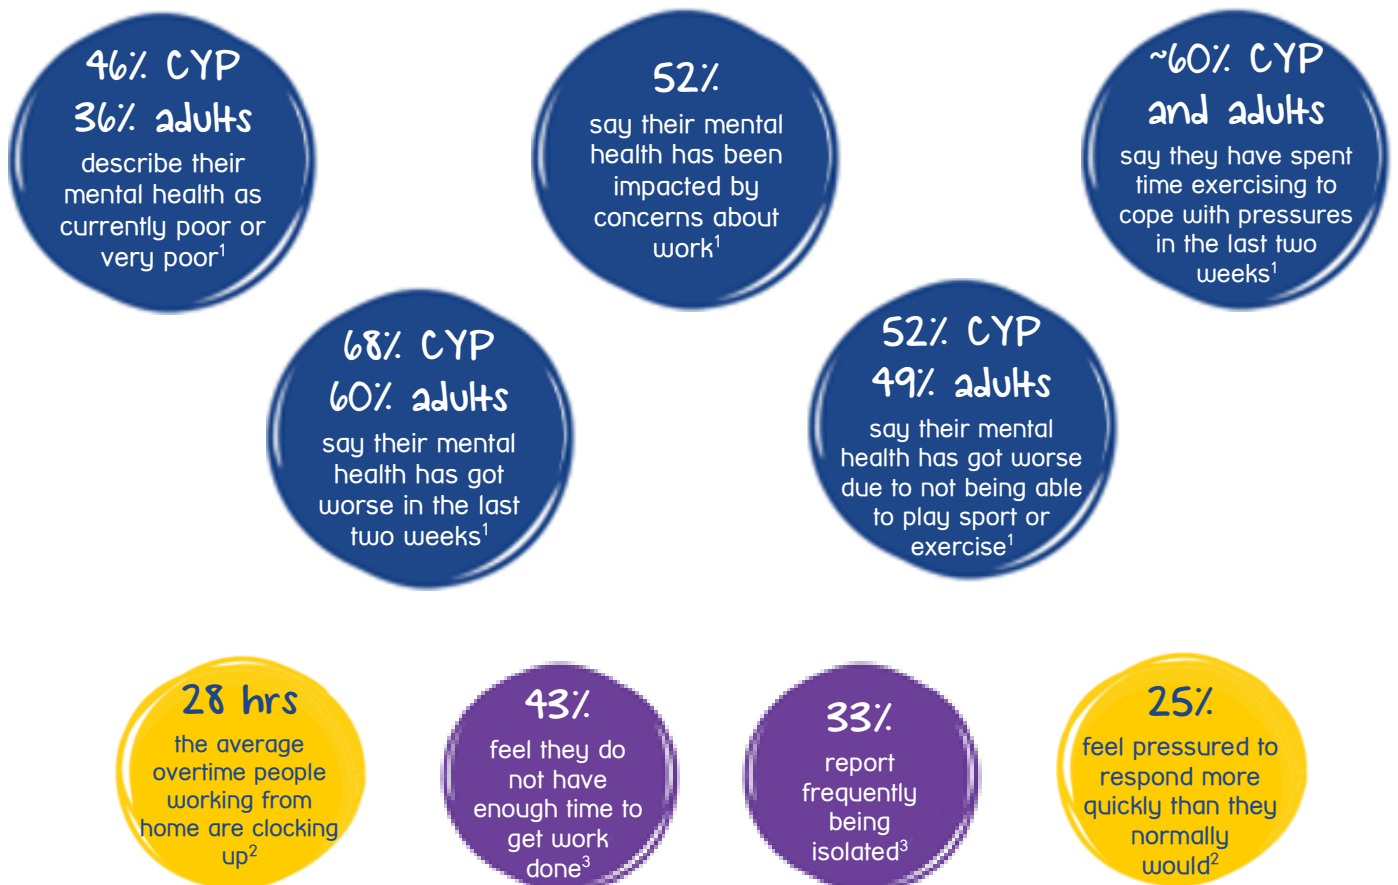 46% CYP
36% adults
describe their
mental health as
currently poor or
very poor¹
52%
say their mental
health has been
impacted by
concerns about
work¹
~60% CYP
and adults
say they have spent
time exercising to
cope with pressures
in the last two
weeks¹
68% CYP
60% adults
say their mental
health has got
worse in the last
two weeks¹
52% CYP
49% adults
say their mental
health has got worse
due to not being able
to play sport or
exercise¹
28 hrs
the average
overtime people
working from
home are clocking
up²
43%
feel they do
not have
enough time to
get work
done³
33%
report
frequently
being
isolated³
25%
feel pressured to
respond more
quickly than they
normally
would²